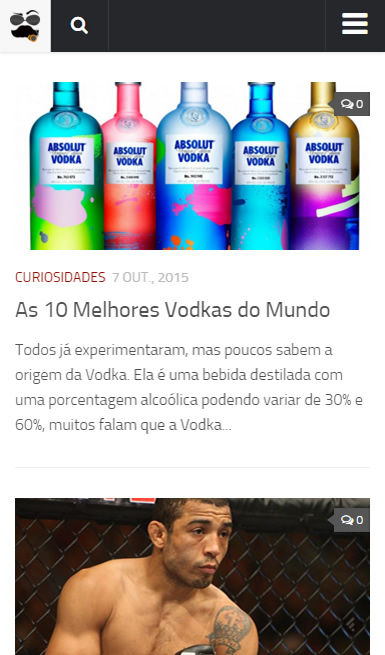 ABSOLUT
VODKA
ABSOLUT
VODKA
ABSOLUT
VODKA
ABSOLUT
VODKA
ABSOLUT
VODKA
0
CURIOSIDADES 7 OUT., 2015
As 10 Melhores Vodkas do Mundo
Todos já experimentaram, mas poucos sabem a
origem da Vodka. Ela é uma bebida destilada com
uma porcentagem alcoólica podendo variar de 30% e
60%, muitos falam que a Vodka...
0